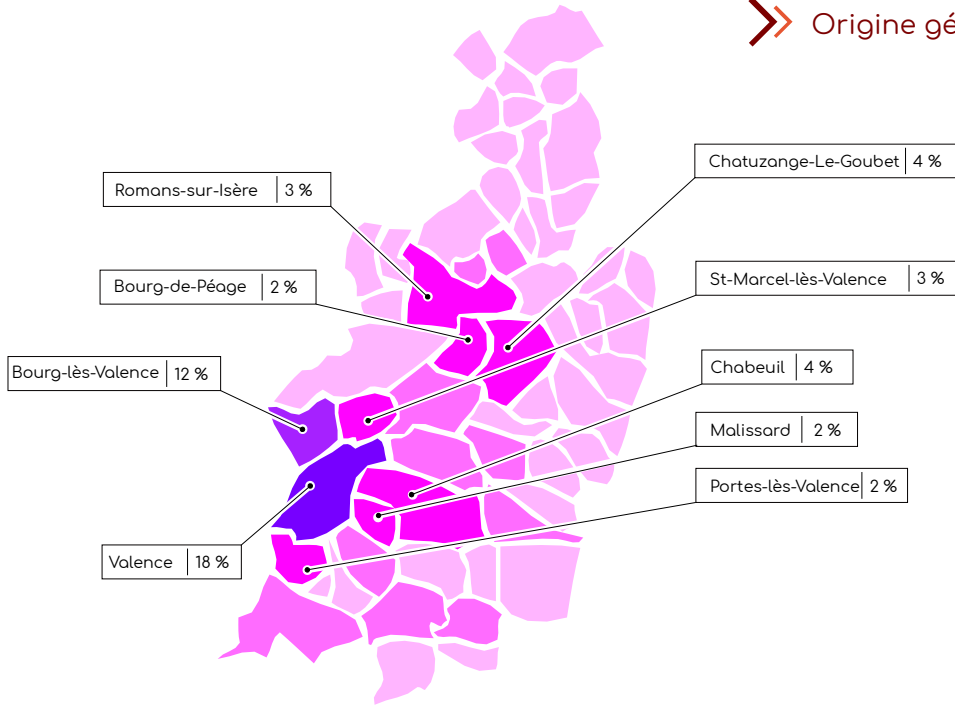 Origine gé
Chatuzange-Le-Goubet 4 %
Romans-sur-Isère 3 %
St-Marcel-lès-Valence 3 %
Bourg-de-Péage 2 %
Chabeuil 4 %
Bourg-lès-Valence 12 %
Malissard 2 %
Portes-lès-Valence 2 %
Valence 18 %